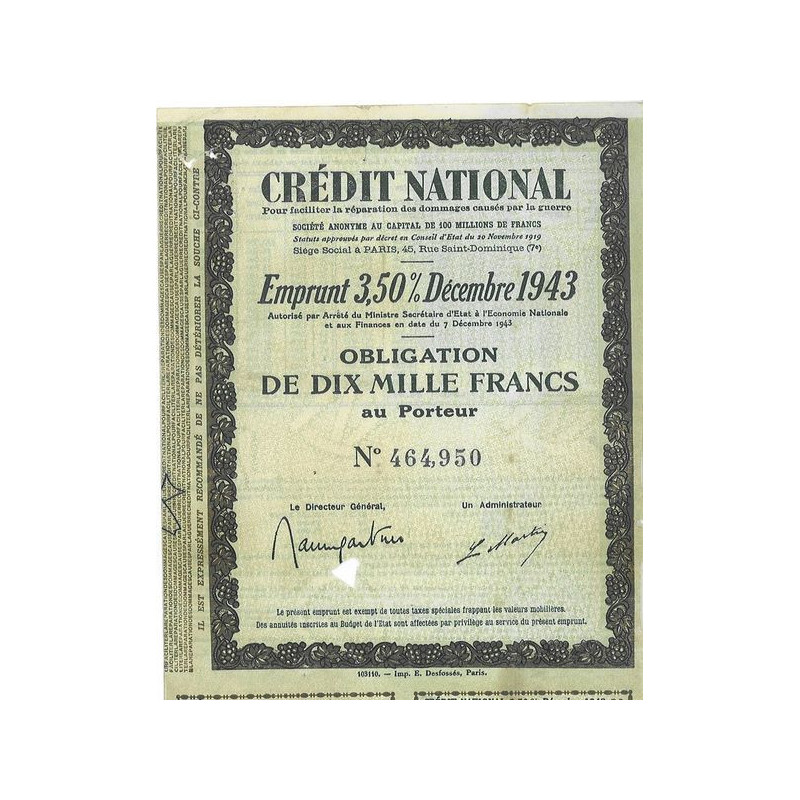 CRÉDIT NATIONAL
Pour faciliter la réparation des dommages causés par la guerre
SOCIÉTÉ ANONYME AU CAPITAL DE 100 MILLIONS DE FRANCS
Statuts approuvés par décret en Conseil d'Etat du 20 Novembre 1919
Siège Social à PARIS, 45, Rue Saint-Dominique (7e)
Emprunt 3,50% Décembre 1943
Autorisé par Arrêté du Ministre Secrétaire d'Etat à l'Economie Nationale
et aux Finances en date du 7 Décembre 1943
OBLIGATION
DE DIX MILLE FRANCS
au Porteur
N° 464,950
Le Directeur Général,
Un Administrateur
Baumgartner
L. Martin
Le présent emprunt est exempt de toutes taxes spéciales frappant les valeurs mobilières.
Des annuités inscrites au Budget de l'Etat sont affectées par privilège au service du présent emprunt.
103110. — Imp. E. Desfossés, Paris.
IL EST EXPRESSÉMENT RECOMMANDÉ DE NE PAS DÉTÉRIORER LA SOUCHE CI-CONTRE